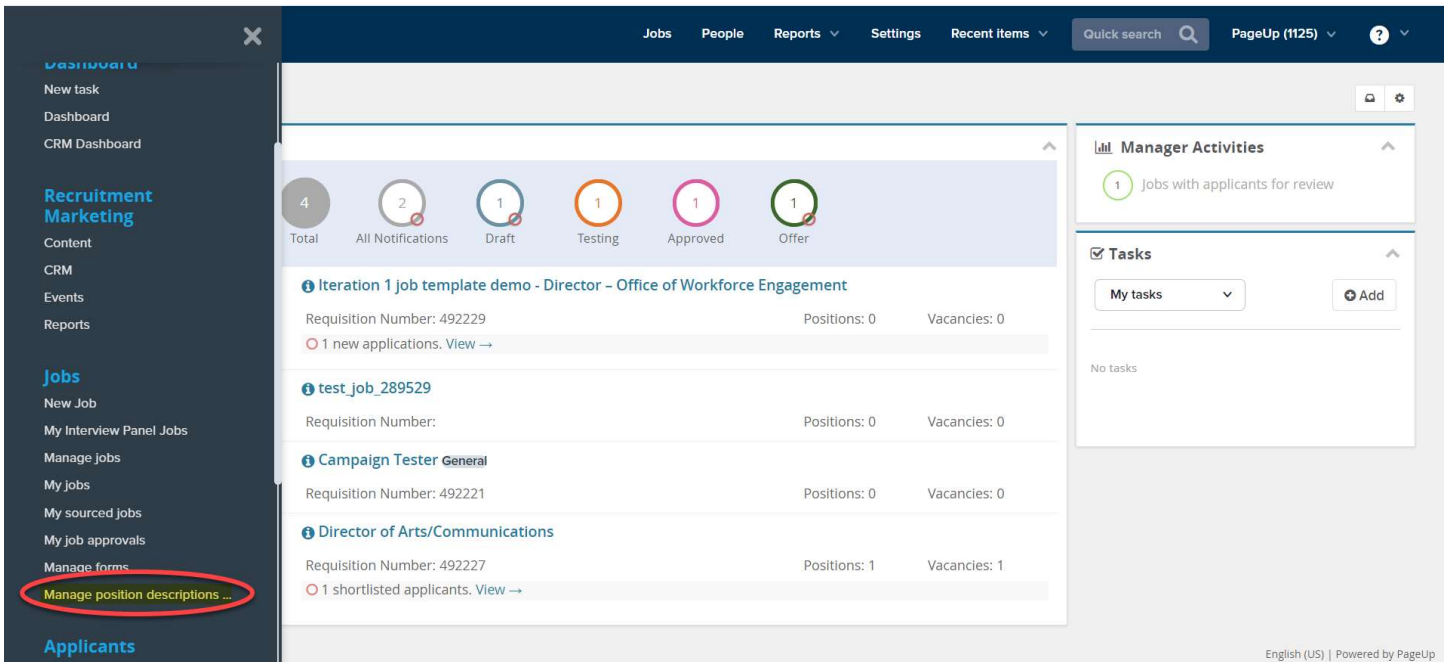 Jobs People Reports Settings Recent items Quick search PageUp (1125) ?
Dashboard
New task
Dashboard
CRM Dashboard
Recruitment
Marketing
Content
CRM
Events
Reports
Jobs
New Job
My Interview Panel Jobs
Manage jobs
My jobs
My sourced jobs
My job approvals
Manage forms
Manage position descriptions ...
Applicants
4 2 1 1 1 1
Total All Notifications Draft Testing Approved Offer
Iteration 1 job template demo - Director – Office of Workforce Engagement
Requisition Number: 492229 Positions: 0 Vacancies: 0
1 new applications. View →
test_job_289529
Requisition Number: Positions: 0 Vacancies: 0
Campaign Tester General
Requisition Number: 492221 Positions: 0 Vacancies: 0
Director of Arts/Communications
Requisition Number: 492227 Positions: 1 Vacancies: 1
1 shortlisted applicants. View →
Manager Activities
1 Jobs with applicants for review
Tasks
My tasks Add
No tasks
English (US) | Powered by PageUp